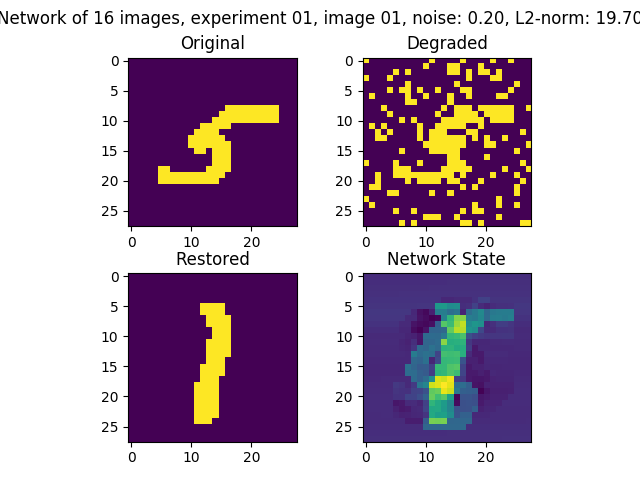 Network of 16 images, experiment 01, image 01, noise: 0.20, L2-norm: 19.70
Original Degraded
0 0
5 5
10 10
15 15
20 20
25 25
0 10 20 0 10 20
Restored Network State
0 0
5 5
10 10
15 15
20 20
25 25
0 10 20 0 10 20